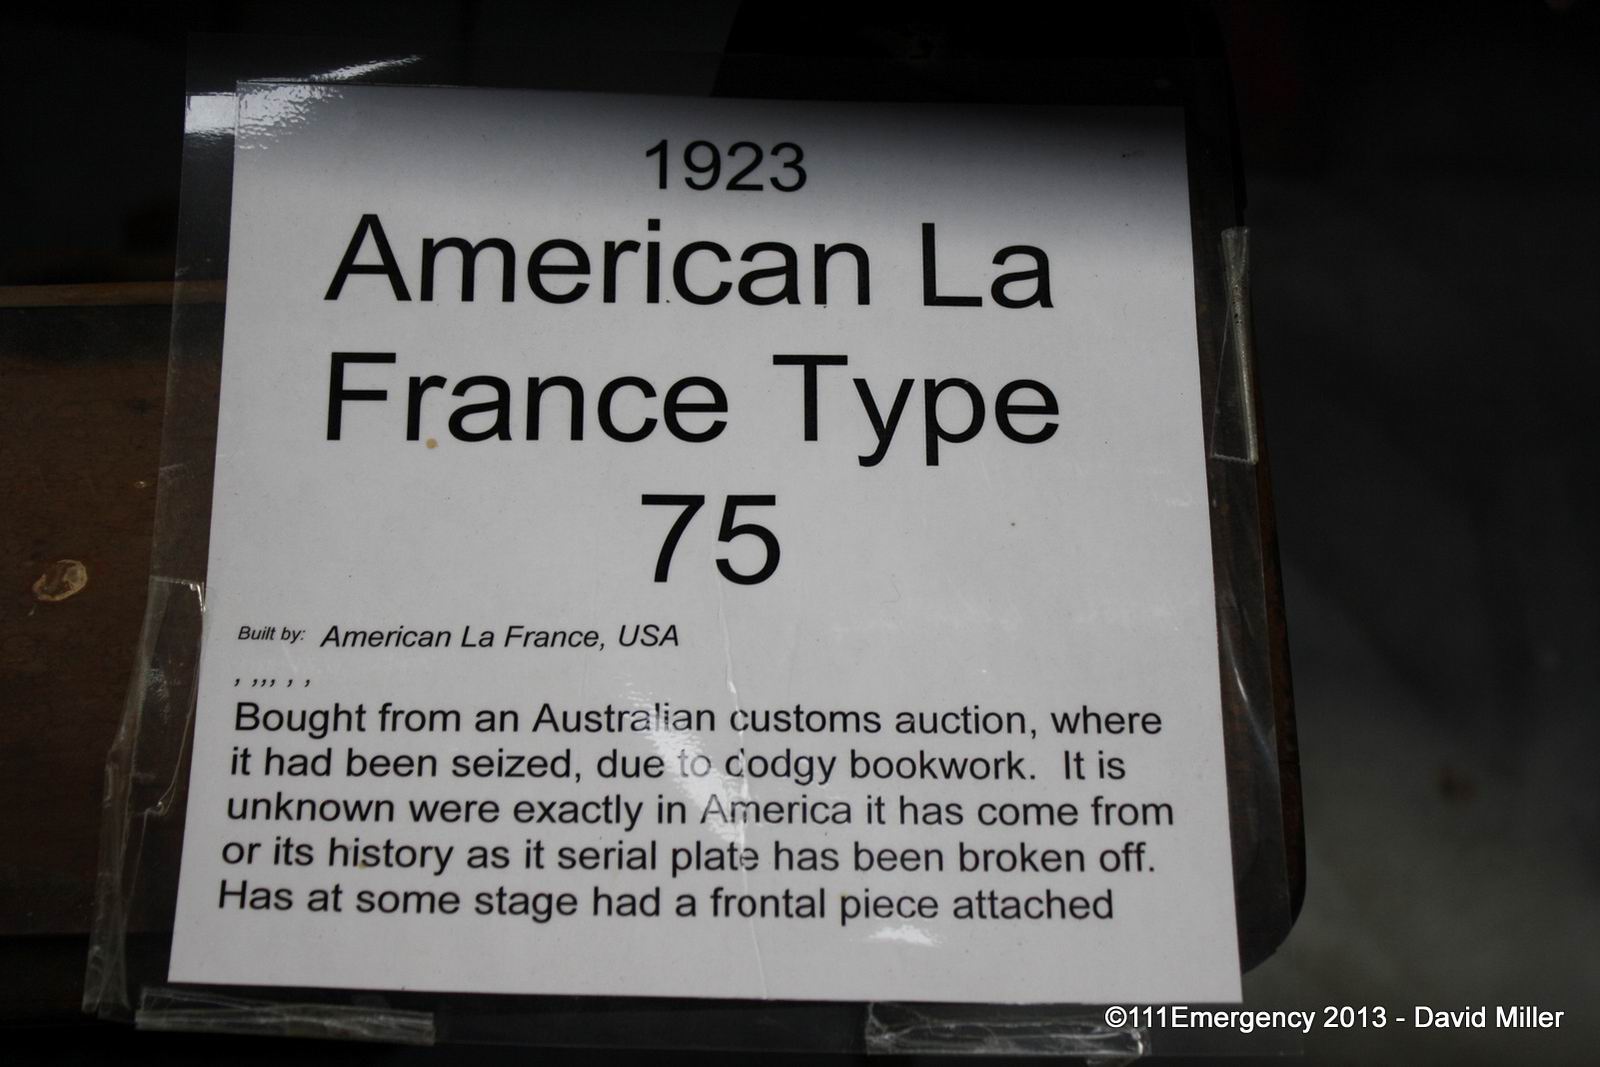 1923
American La
France Type
75
Built by: American La France, USA
, ,,, , ,
Bought from an Australian customs auction, where
it had been seized, due to dodgy bookwork.  It is
unknown were exactly in America it has come from
or its history as it serial plate has been broken off.
Has at some stage had a frontal piece attached
©111Emergency 2013 - David Miller